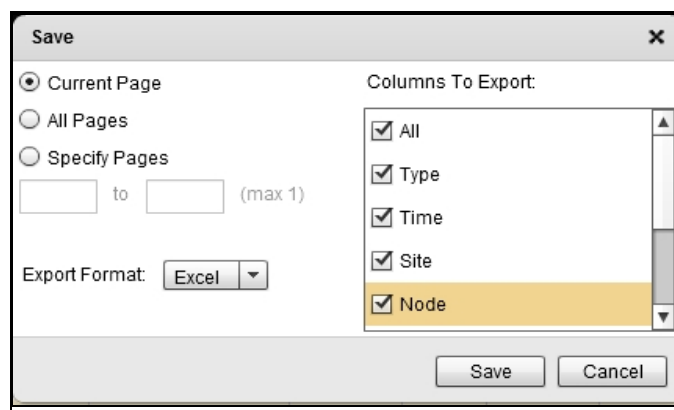 Save
Current Page
All Pages
Specify Pages
to (max 1)
Export Format: Excel
Columns To Export:
All
Type
Time
Site
Node
Save Cancel